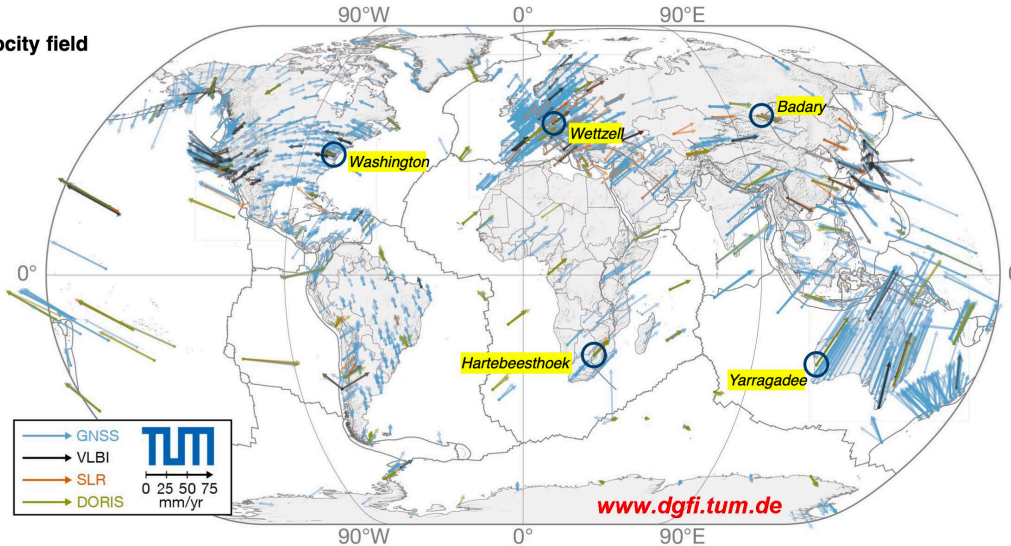 90°W
0°
90°E
ocity field
Badary
Wettzell
Washington
0°
0
Hartebeesthoek
Yarragadee
GNSS
VLBI
SLR
DORIS
TUM
0 25 50 75
mm/yr
www.dgfi.tum.de
90°W
0°
90°E